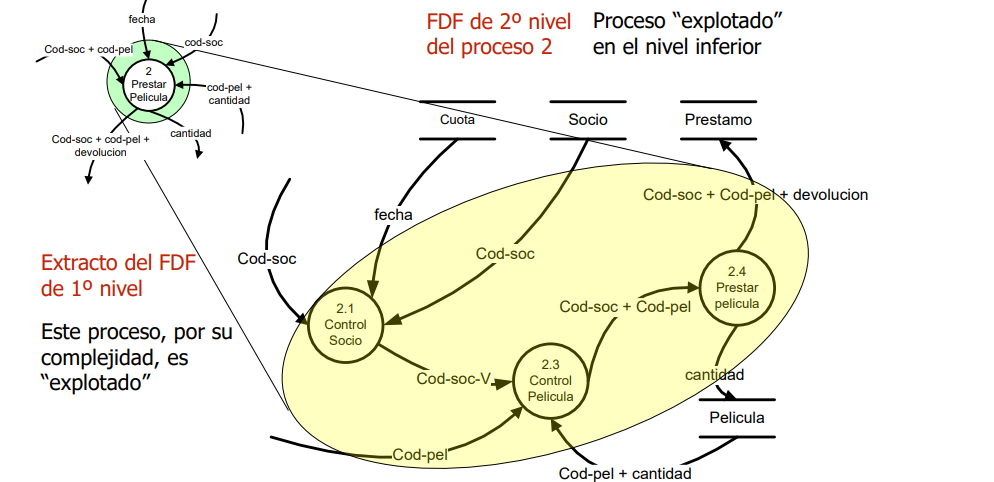 fecha
Cod-soc + cod-pel
cod-soc
2
Prestar
Pelicula
cod-pel +
cantidad
Cod-soc + cod-pel +
devolucion
cantidad
FDF de 2º nivel
del proceso 2
Proceso “explotado”
en el nivel inferior
Cuota
Socio
Prestamo
fecha
Cod-soc + Cod-pel + devolucion
Cod-soc
Cod-soc
Extracto del FDF
de 1º nivel
Este proceso, por su
complejidad, es
“explotado”
2.1
Control
Socio
Cod-soc + Cod-pel
2.4
Prestar
pelicula
Cod-soc-V
2.3
Control
Pelicula
cantidad
Pelicula
Cod-pel
Cod-pel + cantidad